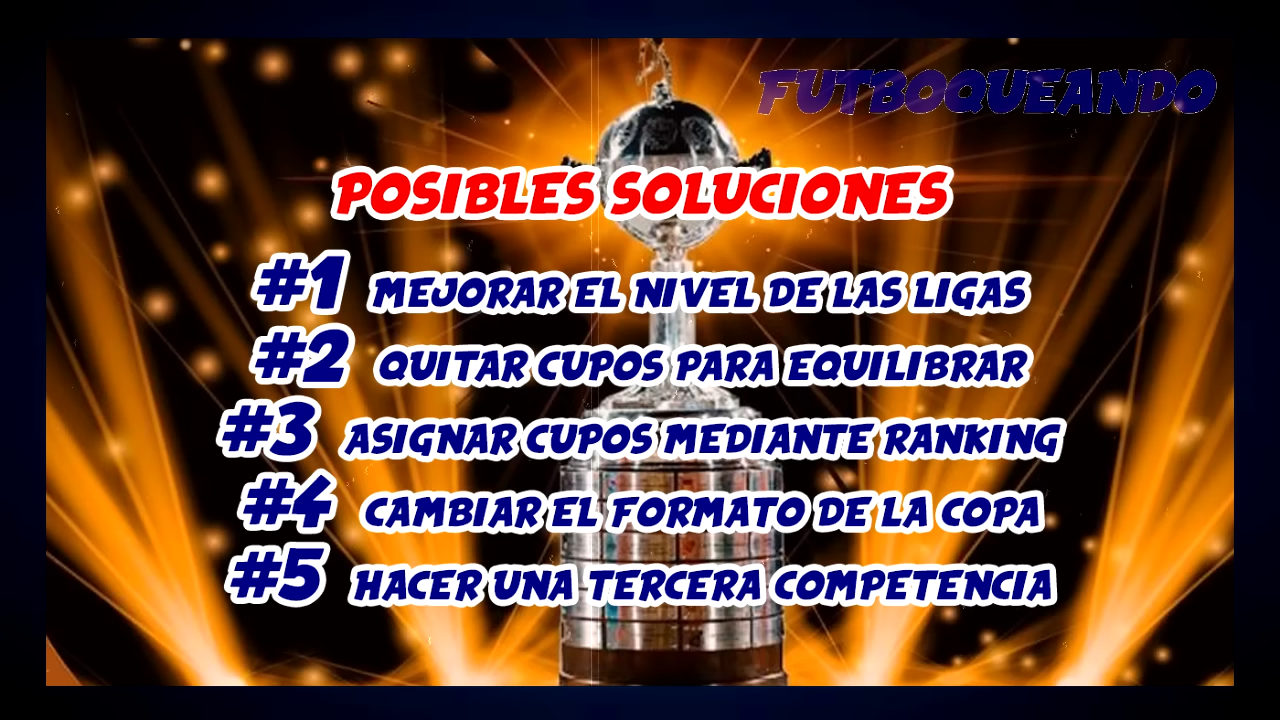 FUTBOQUEANDO
POSIBLES SOLUCIONES
#1 MEJORAR EL NIVEL DE LAS LIGAS
#2 QUITAR CUPOS PARA EQUILIBRAR
#3 ASIGNAR CUPOS MEDIANTE RANKING
#4 CAMBIAR EL FORMATO DE LA COPA
#5 HACER UNA TERCERA COMPETENCIA